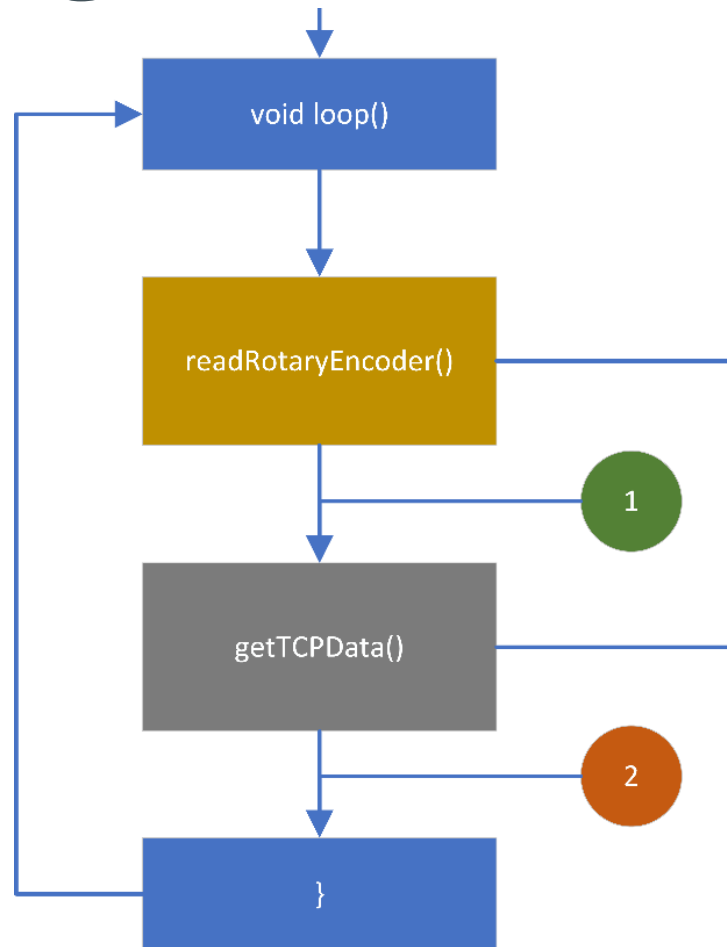 void loop()
readRotaryEncoder()
1
getTCPData()
2
}